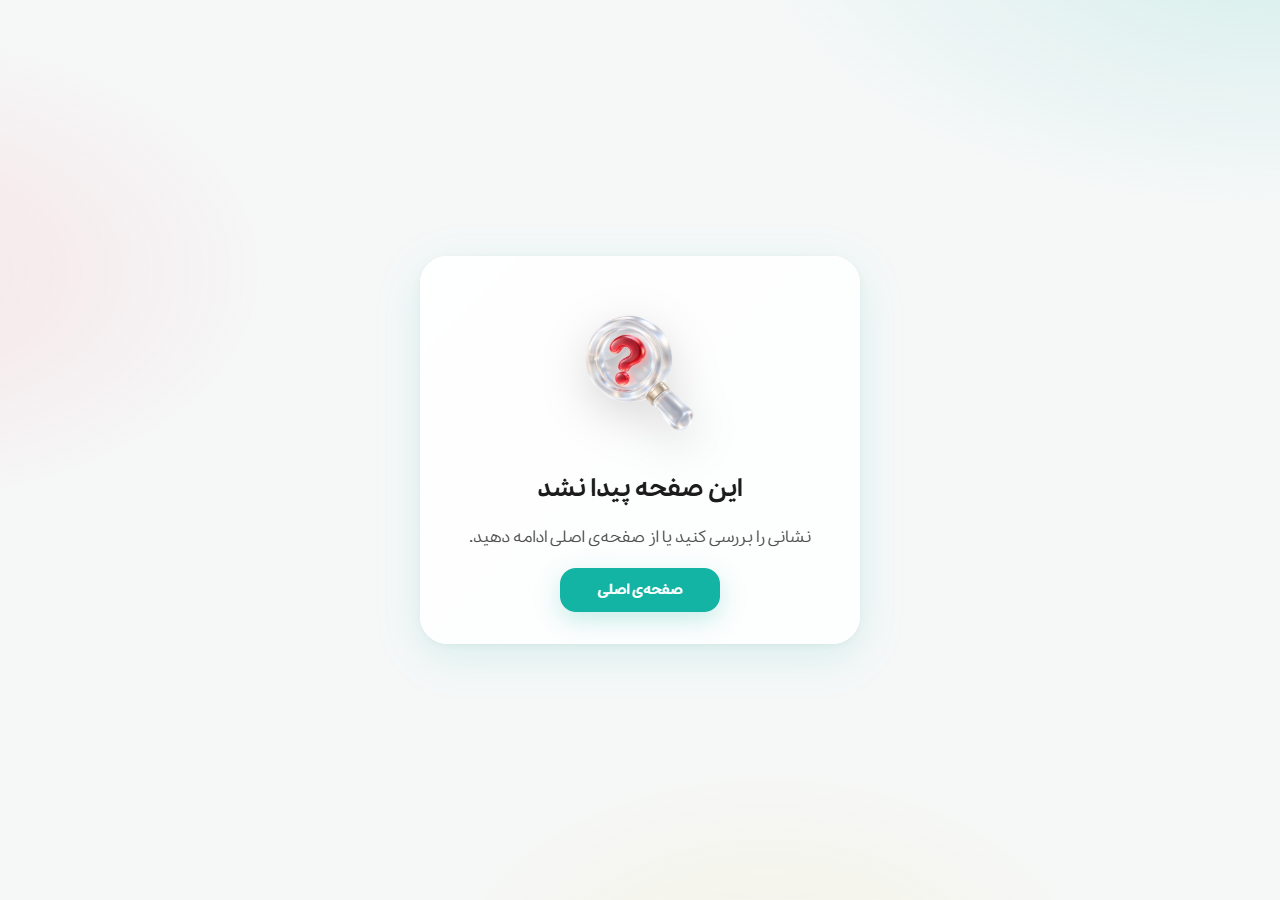 این صفحه پیدا نشد
نشانی را بررسی کنید یا از صفحه‌ی اصلی ادامه دهید.
صفحه‌ی اصلی